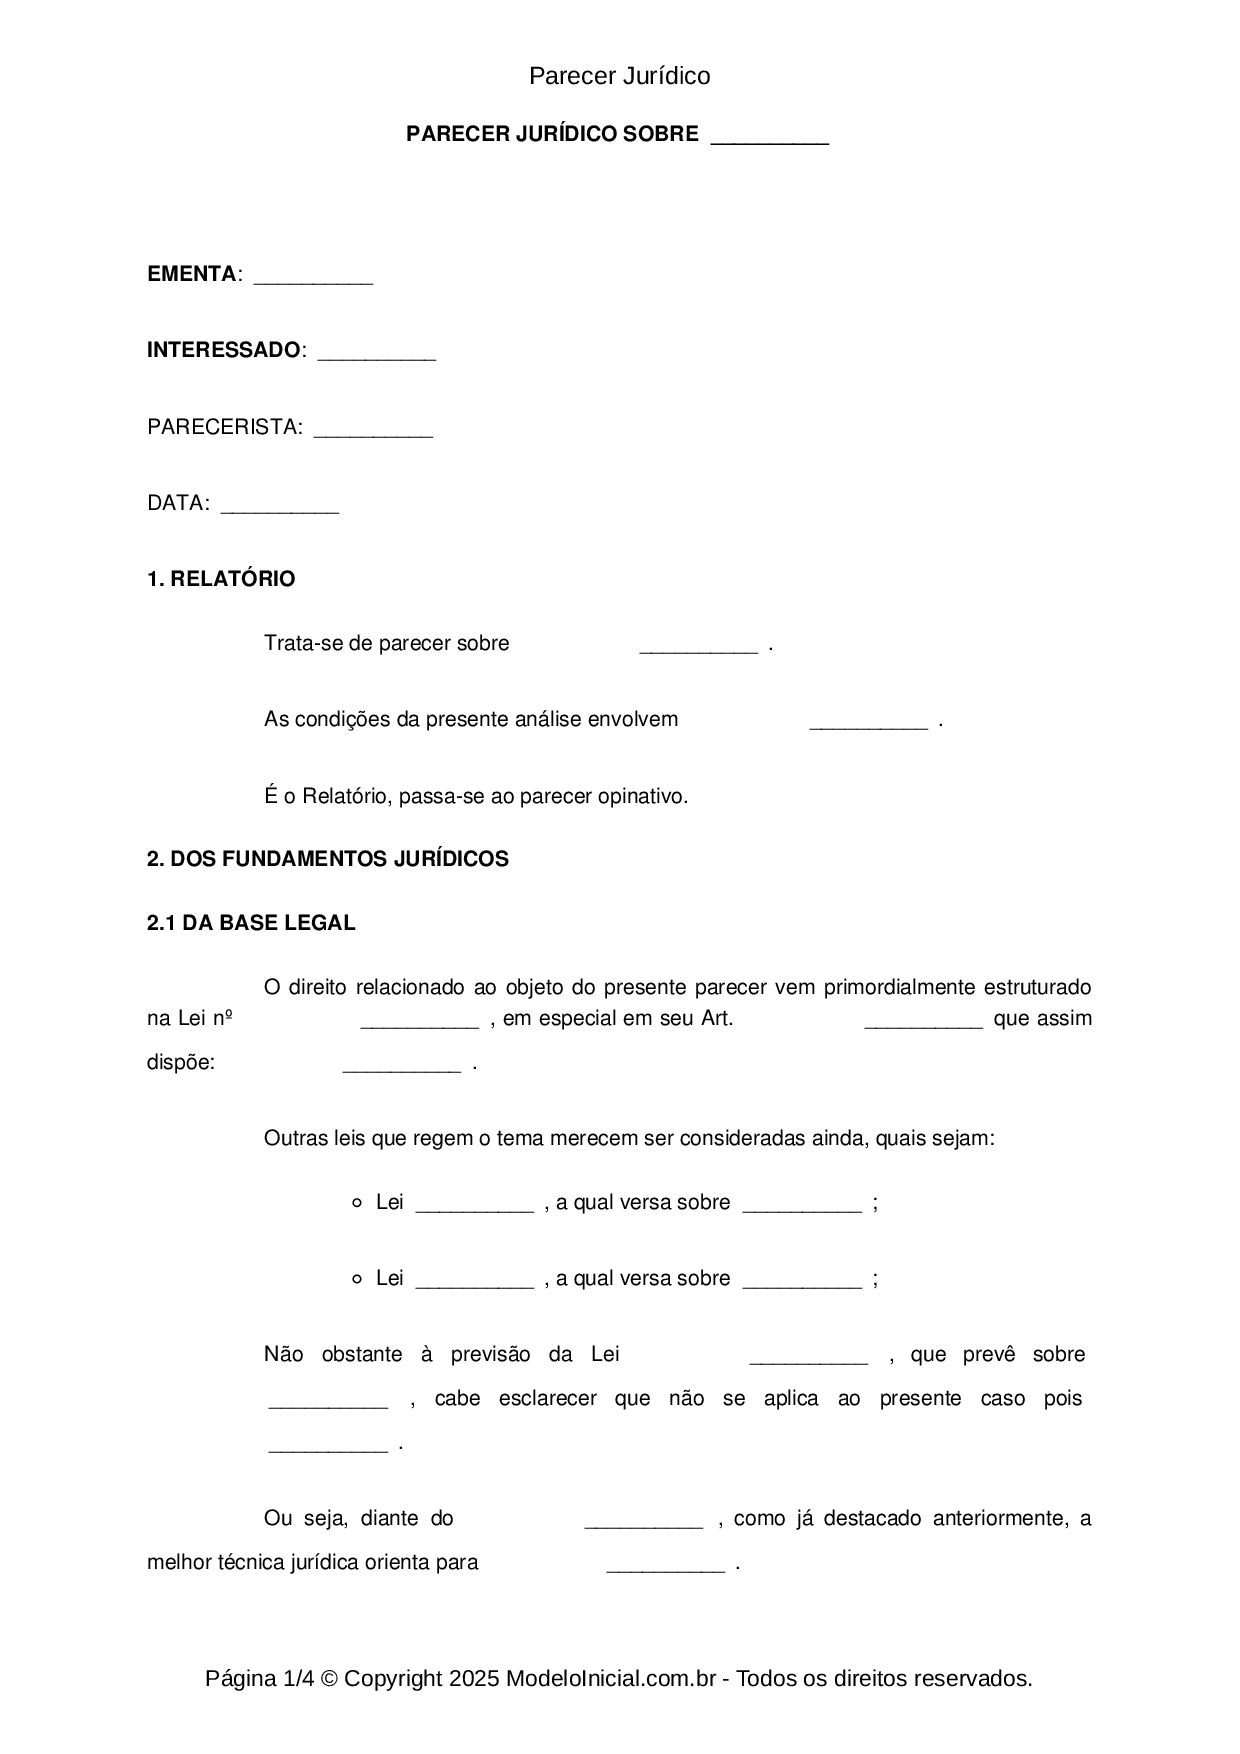 Parecer Jurídico
PARECER JURÍDICO SOBRE __________
EMENTA: __________
INTERESSADO: __________
PARECERISTA: __________
DATA: __________
1. RELATÓRIO
Trata-se de parecer sobre __________ .
As condições da presente análise envolvem __________ .
É o Relatório, passa-se ao parecer opinativo.
2. DOS FUNDAMENTOS JURÍDICOS
2.1 DA BASE LEGAL
O direito relacionado ao objeto do presente parecer vem primordialmente estruturado
na Lei nº __________ , em especial em seu Art. __________ que assim
dispõe: __________ .
Outras leis que regem o tema merecem ser consideradas ainda, quais sejam:
○ Lei __________ , a qual versa sobre __________ ;
○ Lei __________ , a qual versa sobre __________ ;
Não obstante à previsão da Lei __________ , que prevê sobre
__________ , cabe esclarecer que não se aplica ao presente caso pois
__________ .
Ou seja, diante do __________ , como já destacado anteriormente, a
melhor técnica jurídica orienta para __________ .
Página 1/4 © Copyright 2025 ModeloInicial.com.br - Todos os direitos reservados.